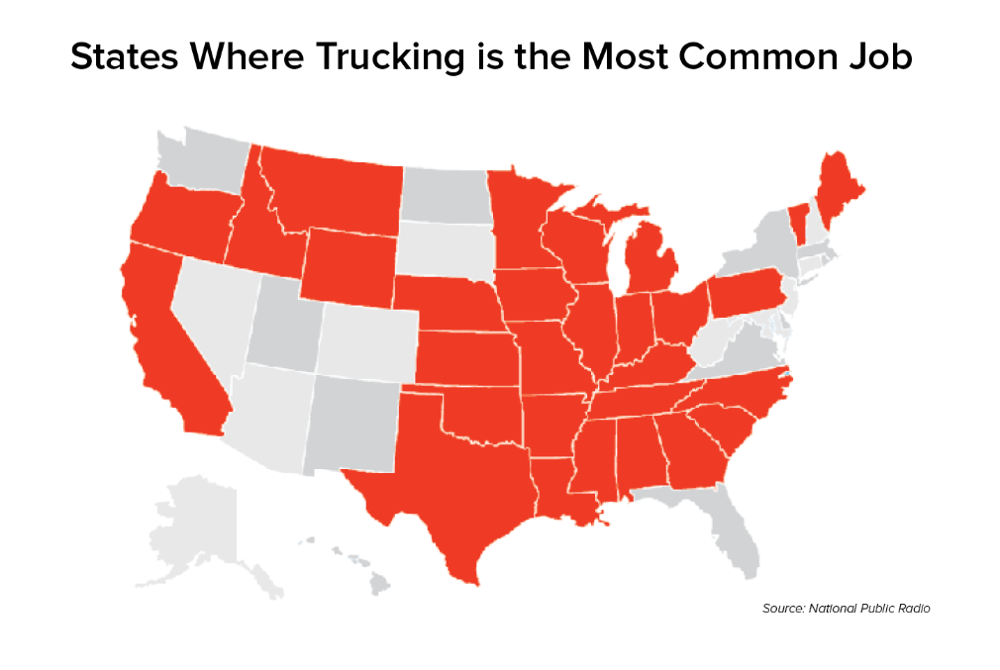 States Where Trucking is the Most Common Job
Source: National Public Radio